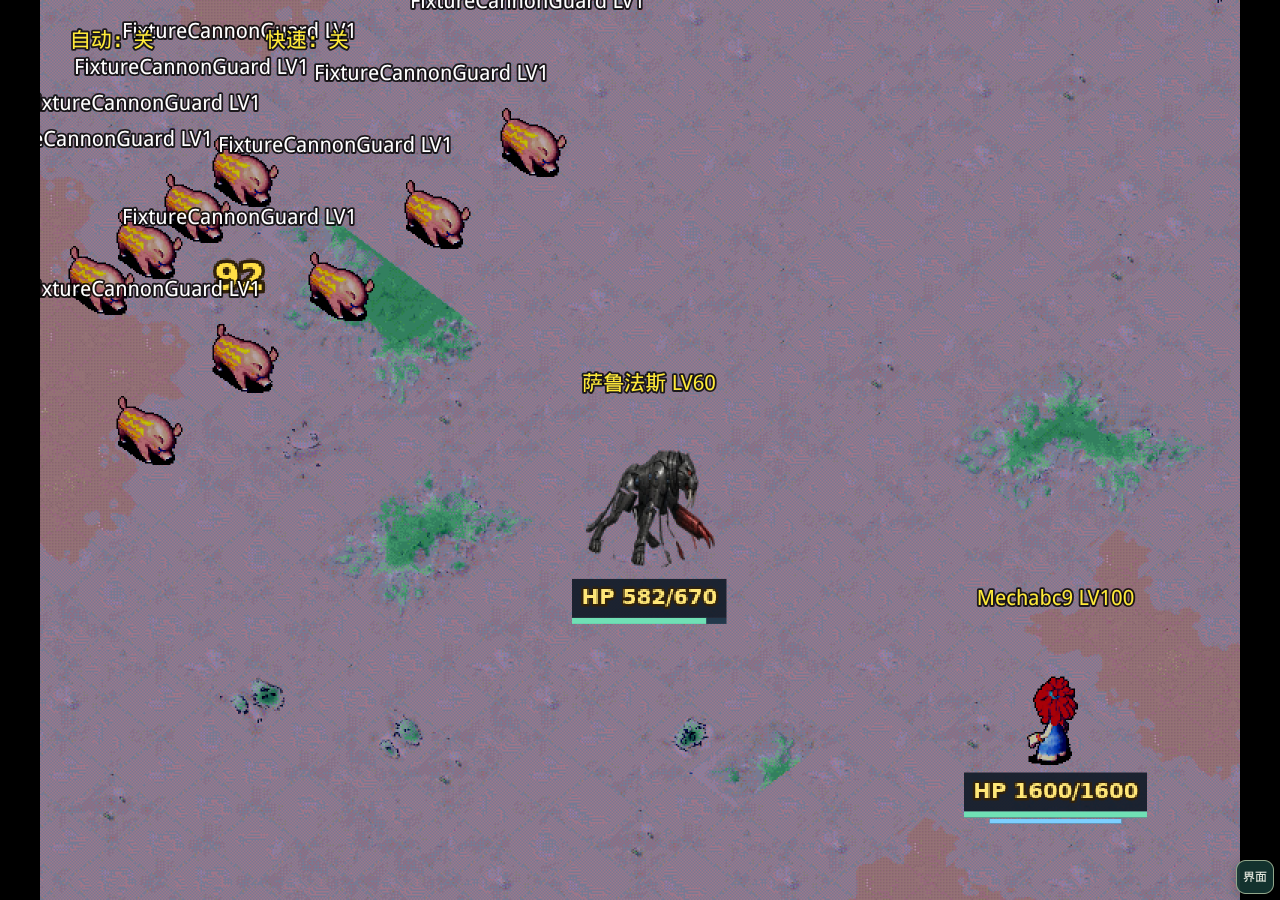 FixtureCannonGuard LV1
FixtureCannonGuard LV1
自动: 关
快速: 关
FixtureCannonGuard LV1
FixtureCannonGuard LV1
xtureCannonGuard LV1
eCannonGuard LV1
FixtureCannonGuard LV1
FixtureCannonGuard LV1
92
xtureCannonGuard LV1
萨鲁法斯 LV60
HP 582/670
Mechabc9 LV100
HP 1600/1600
界面